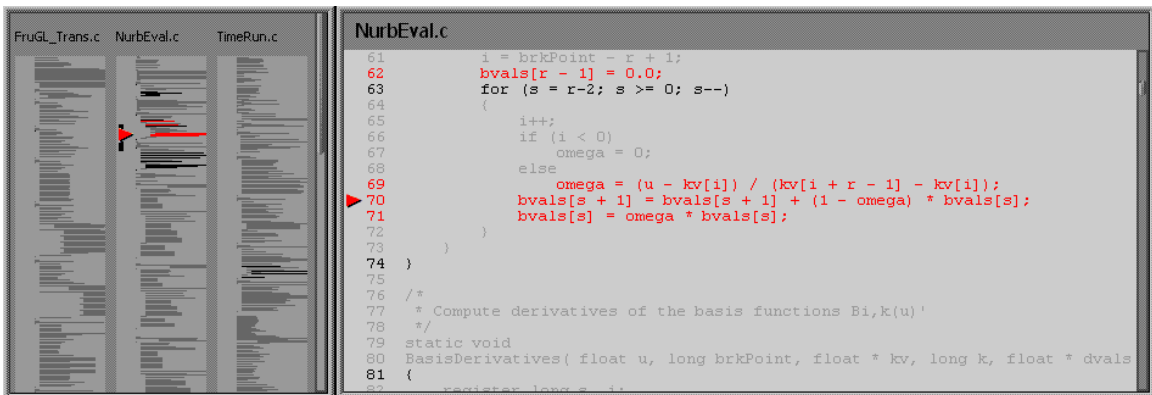 FruGL_Trans.c NurbEval.c TimeRun.c
NurbEval.c
61 i = brkPoint - r + 1;
62 bvals[r - 1] = 0.0;
63 for (s = r-2; s >= 0; s--)
64 {
65 i++;
66 if (i < 0)
67 omega = 0;
68 else
69 omega = (u - kv[i]) / (kv[i + r - 1] - kv[i]);
70 bvals[s + 1] = bvals[s + 1] + (1 - omega) * bvals[s];
71 bvals[s] = omega * bvals[s];
72 }
73 }
74 }
75
76 /*
77 * Compute derivatives of the basis functions Bi,k(u)'
78 */
79 static void
80 BasisDerivatives( float u, long brkPoint, float * kv, long k, float * dvals
81 {
82 register long s, i;